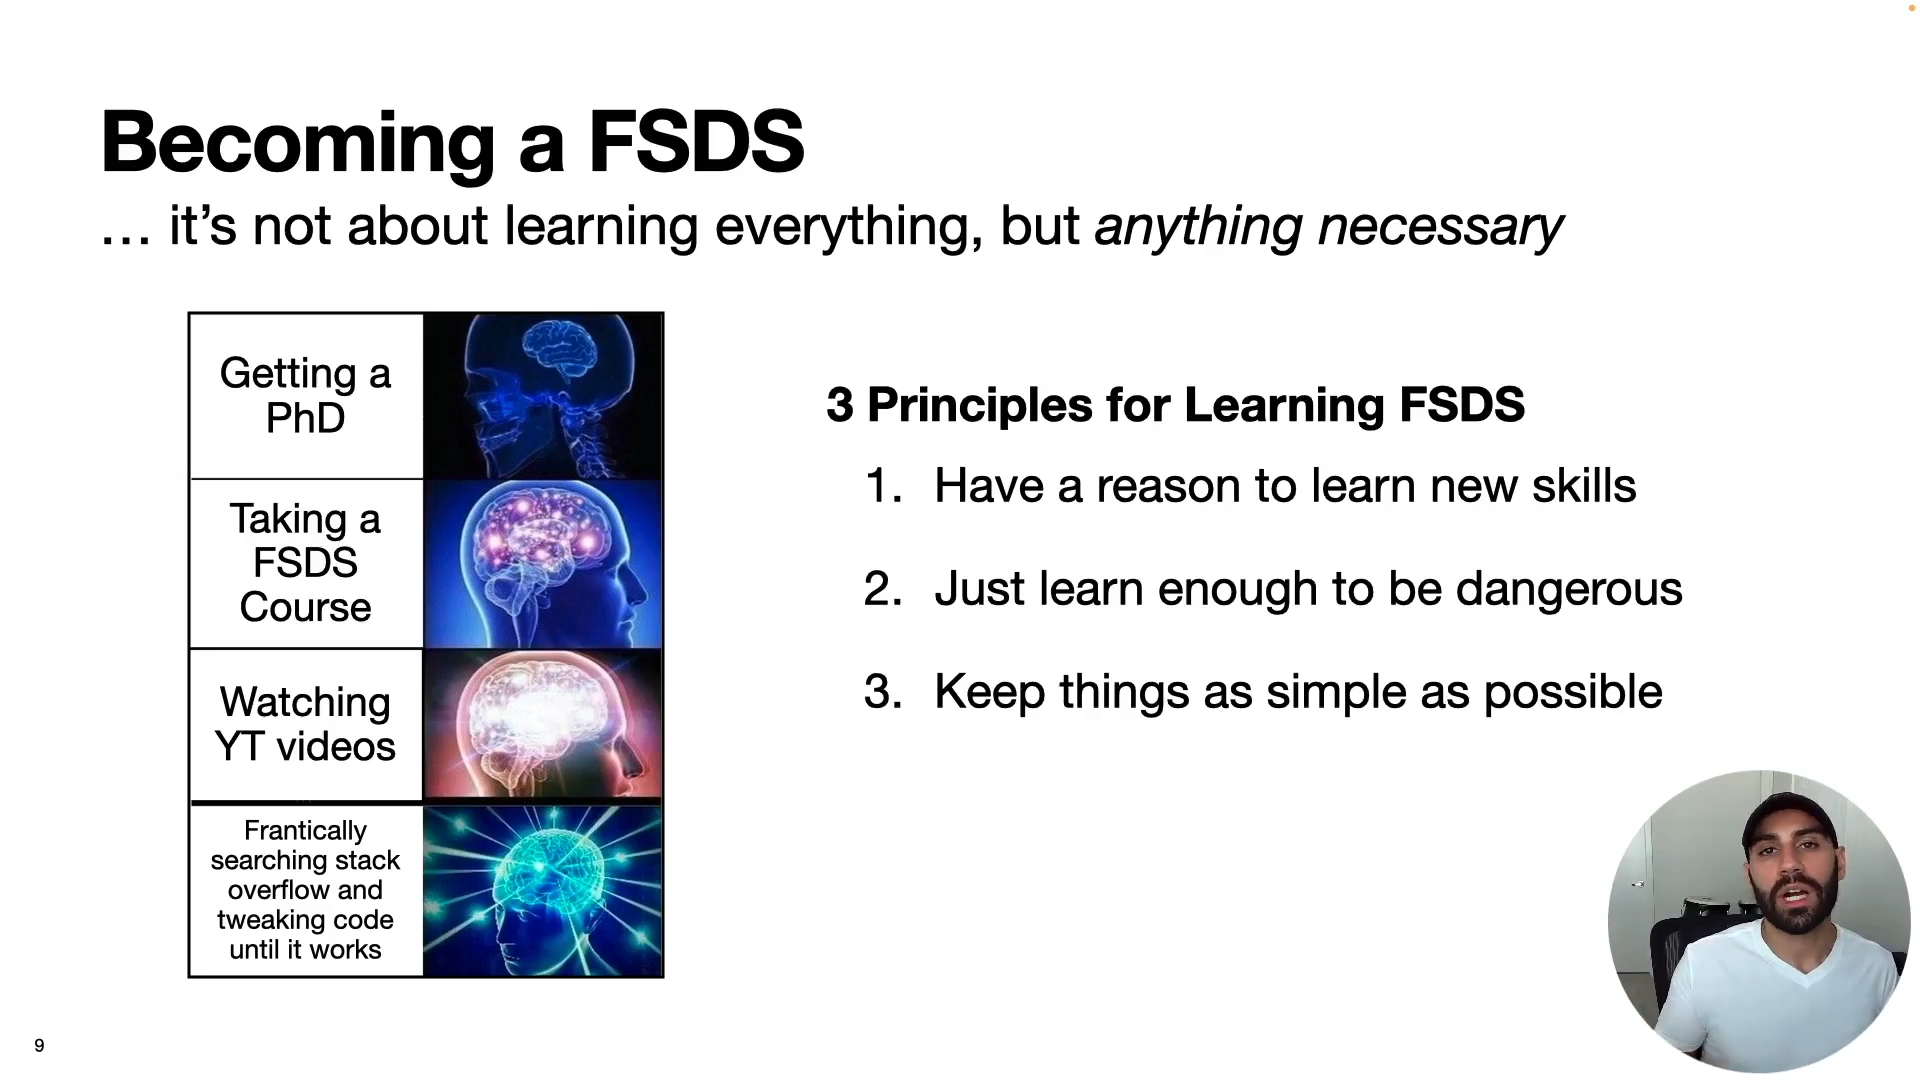 Becoming a FSDS
… it’s not about learning everything, but anything necessary
Getting a
PhD
Taking a
FSDS
Course
Watching
YT videos
Frantically
searching stack
overflow and
tweaking code
until it works
3 Principles for Learning FSDS
1. Have a reason to learn new skills
2. Just learn enough to be dangerous
3. Keep things as simple as possible
9